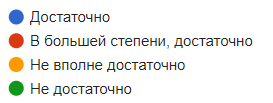 Достаточно
В большей степени, достаточно
Не вполне достаточно
Не достаточно